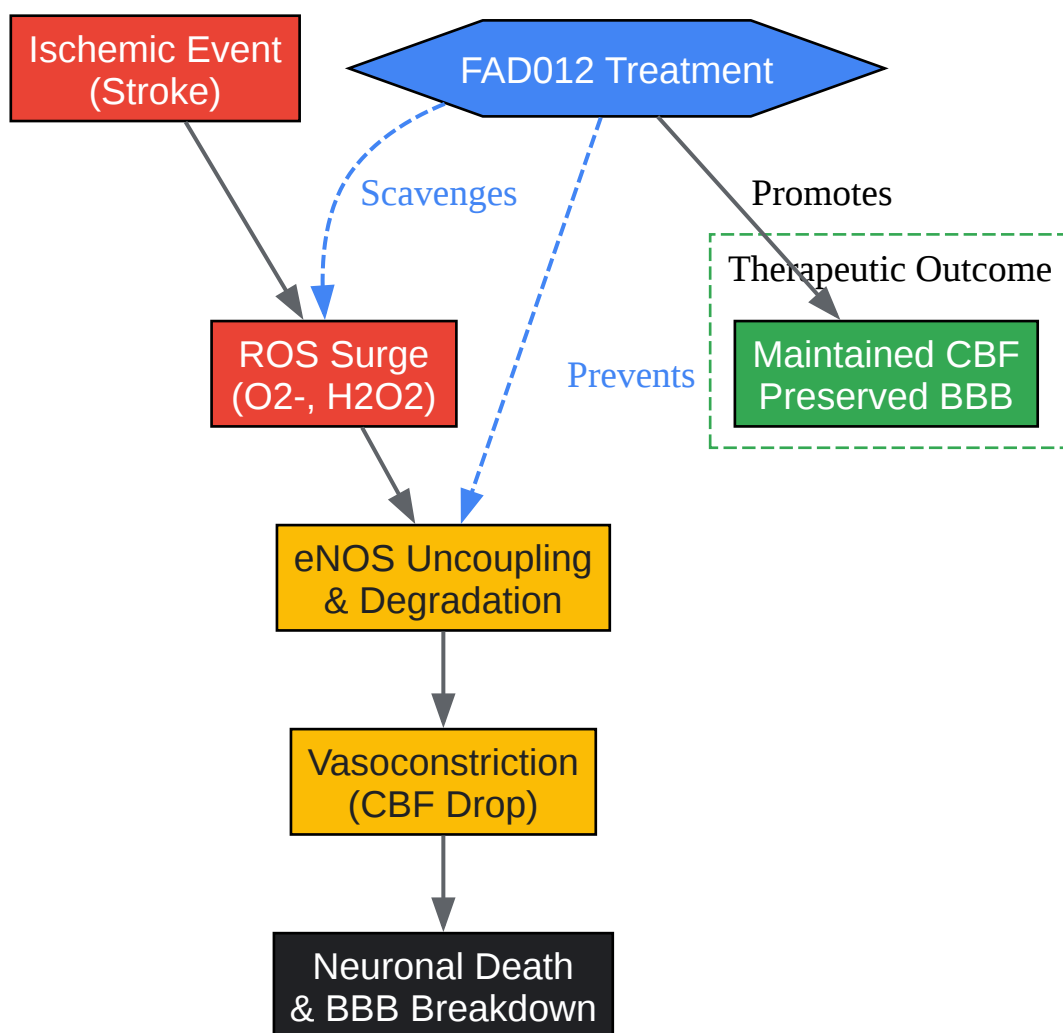 Ischemic Event
(Stroke)
FAD012 Treatment
Scavenges
Promotes
Therapeutic Outcome
ROS Surge
(O2-, H2O2)
Prevents
Maintained CBF
Preserved BBB
eNOS Uncoupling
& Degradation
Vasoconstriction
(CBF Drop)
Neuronal Death
& BBB Breakdown